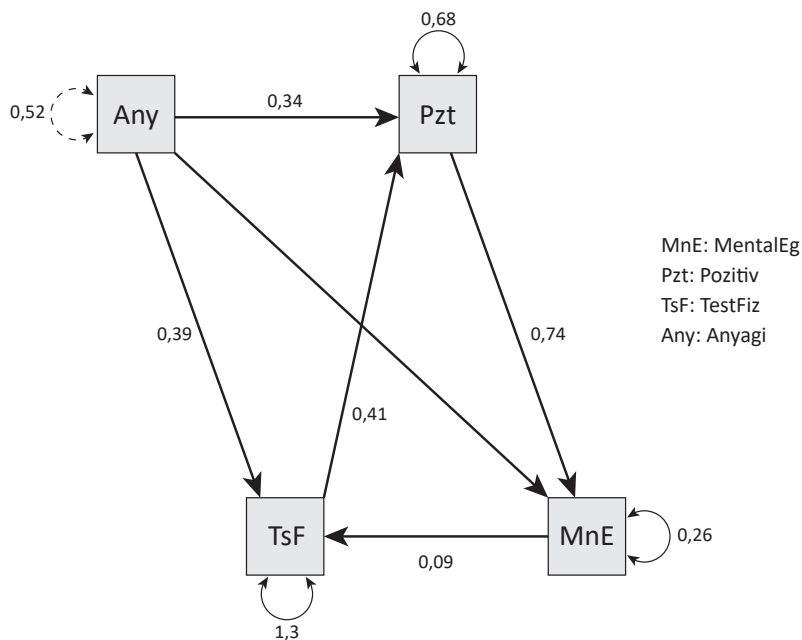 0,68
0,52
Any
0,34
Pzt
MnE: MentalEg
Pzt: Pozitiv
TsF: TestFiz
Any: Anyagi
0,39
0,74
0,41
TsF
MnE
0,26
0,09
1,3